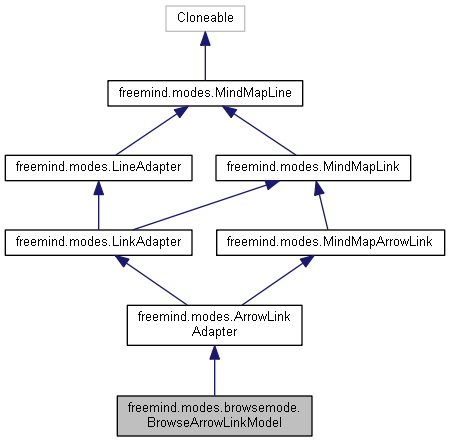 Cloneable
freemind.modes.MindMapLine
freemind.modes.LineAdapter
freemind.modes.MindMapLink
freemind.modes.LinkAdapter
freemind.modes.MindMapArrowLink
freemind.modes.ArrowLink
Adapter
freemind.modes.browsemode.
BrowseArrowLinkModel